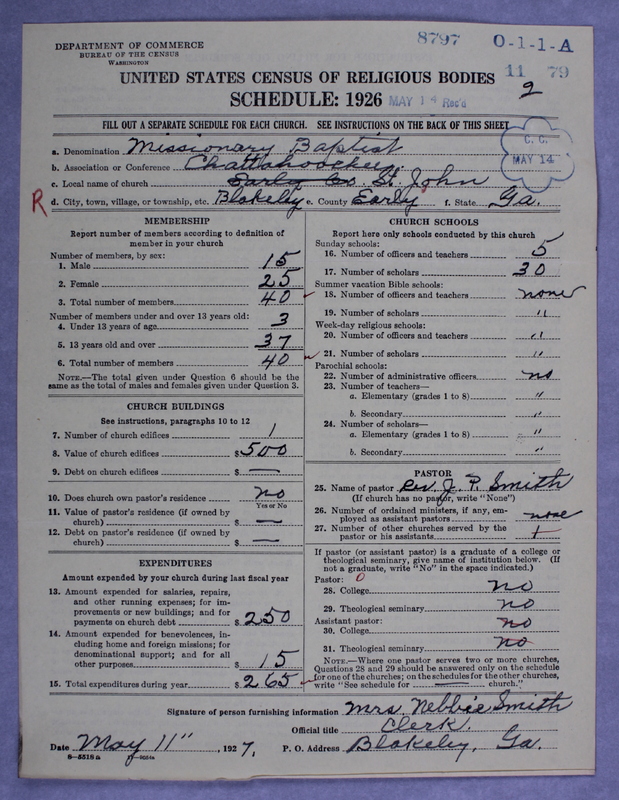 DEPARTMENT OF COMMERCE
BUREAU OF THE CENSUS
WASHINGTON
8797 O-1-1-A
11 79
2
UNITED STATES CENSUS OF RELIGIOUS BODIES
SCHEDULE: 1926 MAY 14 Rec'd
FILL OUT A SEPARATE SCHEDULE FOR EACH CHURCH. SEE INSTRUCTIONS ON THE BACK OF THIS SHEET
C. C.
MAY 14
a. Denomination Missionary Baptist
b. Association or Conference Chattahoochey
c. Local name of church Early Co. St. John
R d. City, town, village, or township, etc. Blakeley e. County Early f. State Ga.
MEMBERSHIP
Report number of members according to definition of member in your church
Number of members, by sex:
1. Male 15
2. Female 25
3. Total number of members 40
Number of members under and over 13 years old:
4. Under 13 years of age 3
5. 13 years old and over 37
6. Total number of members 40
NOTE.—The total given under Question 6 should be the same as the total of males and females given under Question 3.
CHURCH BUILDINGS
See instructions, paragraphs 10 to 12
7. Number of church edifices 1
8. Value of church edifices $ 500
9. Debt on church edifices $ —
10. Does church own pastor's residence no
Yes or No
11. Value of pastor's residence (if owned by church) $ —
12. Debt on pastor's residence (if owned by church) $ —
EXPENDITURES
Amount expended by your church during last fiscal year
13. Amount expended for salaries, repairs, and other running expenses; for improvements or new buildings; and for payments on church debt $ 250
14. Amount expended for benevolences, including home and foreign missions; for denominational support; and for all other purposes 15
15. Total expenditures during year $ 265
CHURCH SCHOOLS
Report here only schools conducted by this church
Sunday schools:
16. Number of officers and teachers 5
17. Number of scholars 30
Summer vacation Bible schools:
18. Number of officers and teachers none
19. Number of scholars "
Week-day religious schools:
20. Number of officers and teachers "
21. Number of scholars "
Parochial schools:
22. Number of administrative officers no
23. Number of teachers—
a. Elementary (grades 1 to 8) "
b. Secondary "
24. Number of scholars—
a. Elementary (grades 1 to 8) "
b. Secondary "
PASTOR
25. Name of pastor Rev. J. P. Smith
(If church has no pastor, write "None")
26. Number of ordained ministers, if any, employed as assistant pastors none
27. Number of other churches served by the pastor or his assistants 1
If pastor (or assistant pastor) is a graduate of a college or theological seminary, give name of institution below. (If not a graduate, write "No" in the space indicated.)
Pastor: 0
28. College no
29. Theological seminary no
Assistant pastor:
30. College no
31. Theological seminary no
NOTE.—Where one pastor serves two or more churches, Questions 28 and 29 should be answered only on the schedule for one of the churches; on the schedules for the other churches, write "See schedule for ——— church."
Signature of person furnishing information Mrs. Nebbie Smith
Official title Clerk.
Date May 11", 1927. P. O. Address Blakeley, Ga.
8-5518a